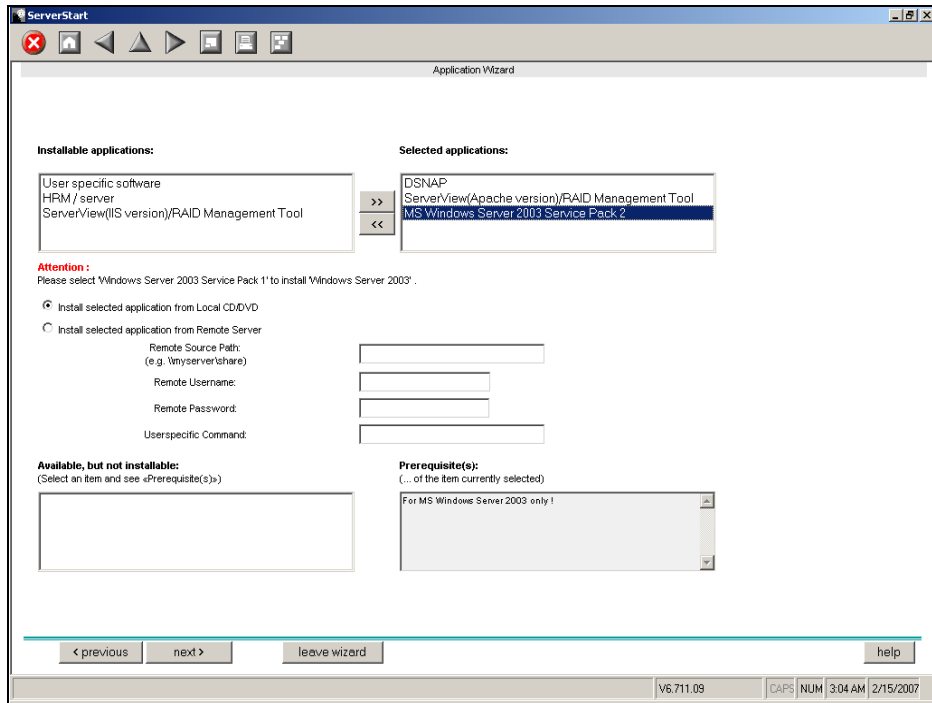 ServerStart
Application Wizard
Installable applications:
Selected applications:
User specific software
HRM / server
ServerView(IIS version)/RAID Management Tool
>>
<<
DSNAP
ServerView(Apache version)/RAID Management Tool
MS Windows Server 2003 Service Pack 2
Attention :
Please select 'Windows Server 2003 Service Pack 1' to install 'Windows Server 2003' .
Install selected application from Local CD/DVD
Install selected application from Remote Server
Remote Source Path:
(e.g. \\myserver\share)
Remote Username:
Remote Password:
Userspecific Command:
Available, but not installable:
(Select an item and see «Prerequisite(s)»)
Prerequisite(s):
(... of the item currently selected)
For MS Windows Server 2003 only !
< previous
next >
leave wizard
help
V6.711.09
CAPS
NUM
3:04 AM
2/15/2007